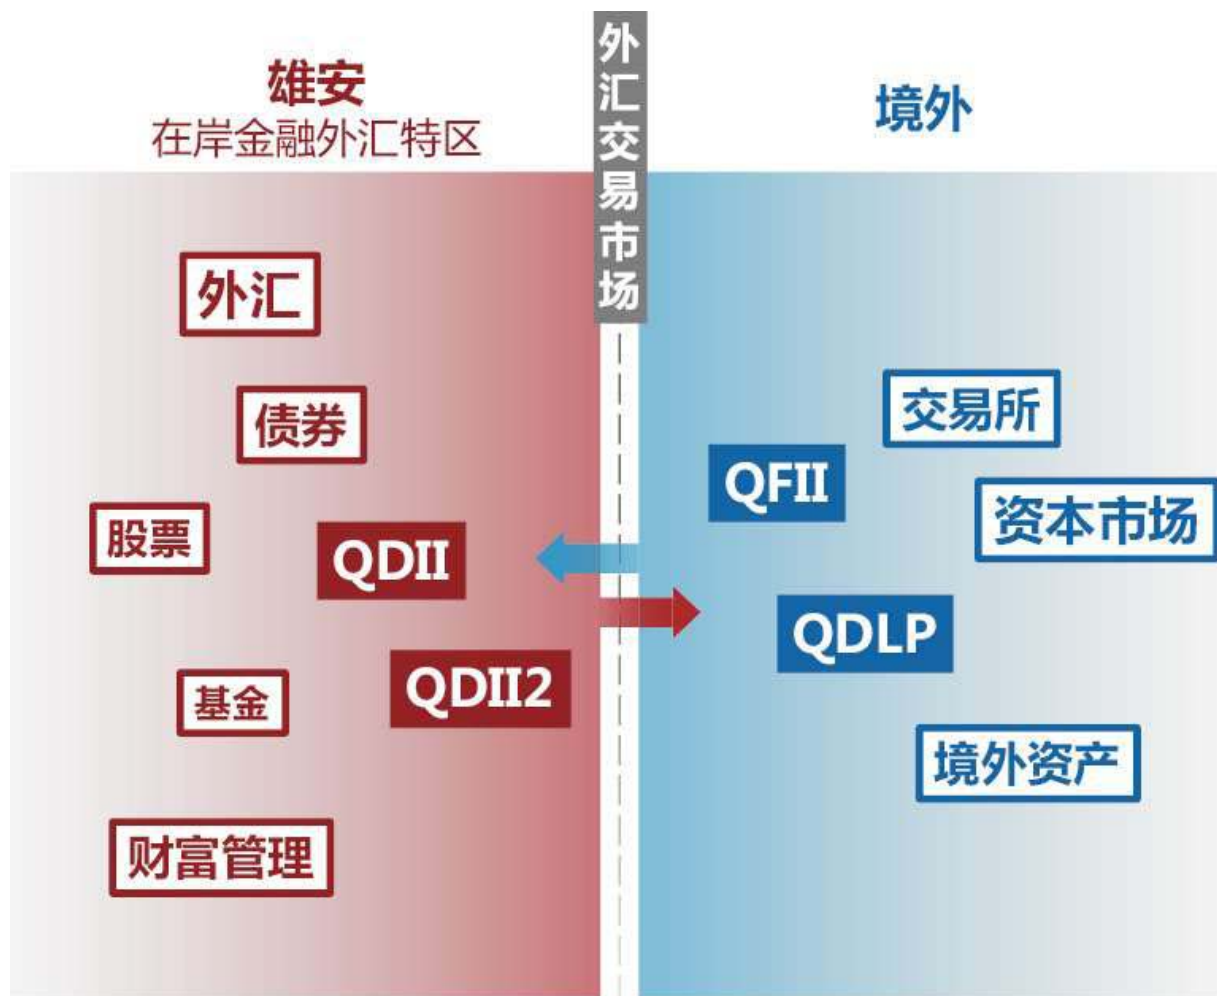 雄安
在岸金融外汇特区
外汇
债券
股票
QDII
QDII2
基金
财富管理
外汇交易市场
境外
交易所
QFII
资本市场
QDLP
境外资产